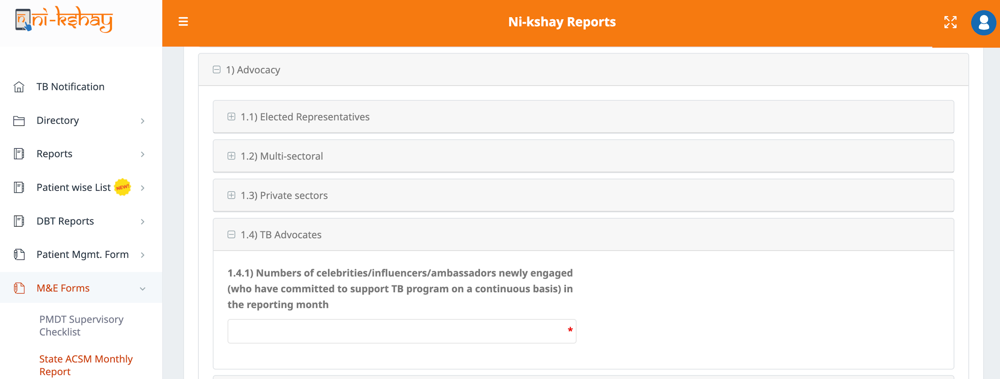 ni-kshay
Ni-kshay Reports
TB Notification
Directory
Reports
Patient wise List NEW!
DBT Reports
Patient Mgmt. Form
M&E Forms
PMDT Supervisory
Checklist
State ACSM Monthly
Report
1) Advocacy
1.1) Elected Representatives
1.2) Multi-sectoral
1.3) Private sectors
1.4) TB Advocates
1.4.1) Numbers of celebrities/influencers/ambassadors newly engaged
(who have committed to support TB program on a continuous basis) in
the reporting month
*